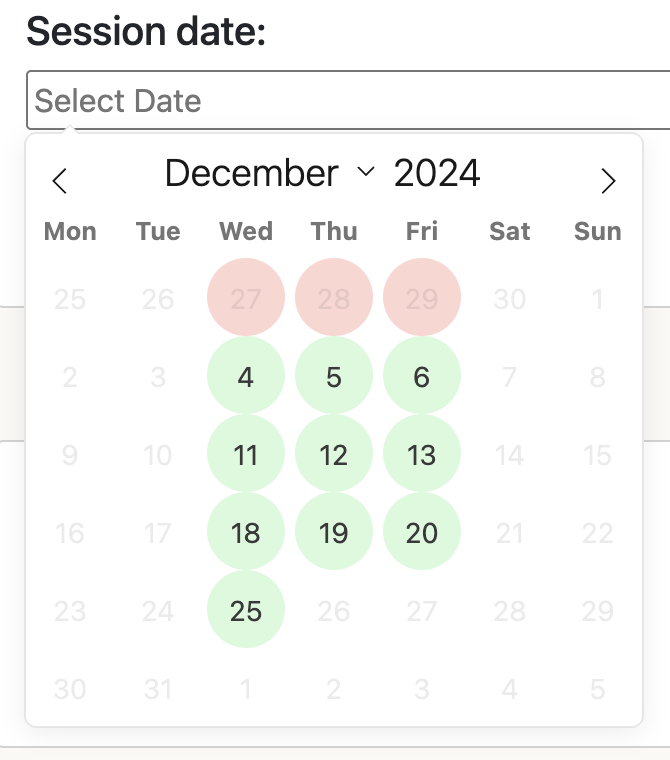 Session date:
Select Date
December 2024
Mon Tue Wed Thu Fri Sat Sun
25 26 27 28 29 30 1
2 3 4 5 6 7 8
9 10 11 12 13 14 15
16 17 18 19 20 21 22
23 24 25 26 27 28 29
30 31 1 2 3 4 5